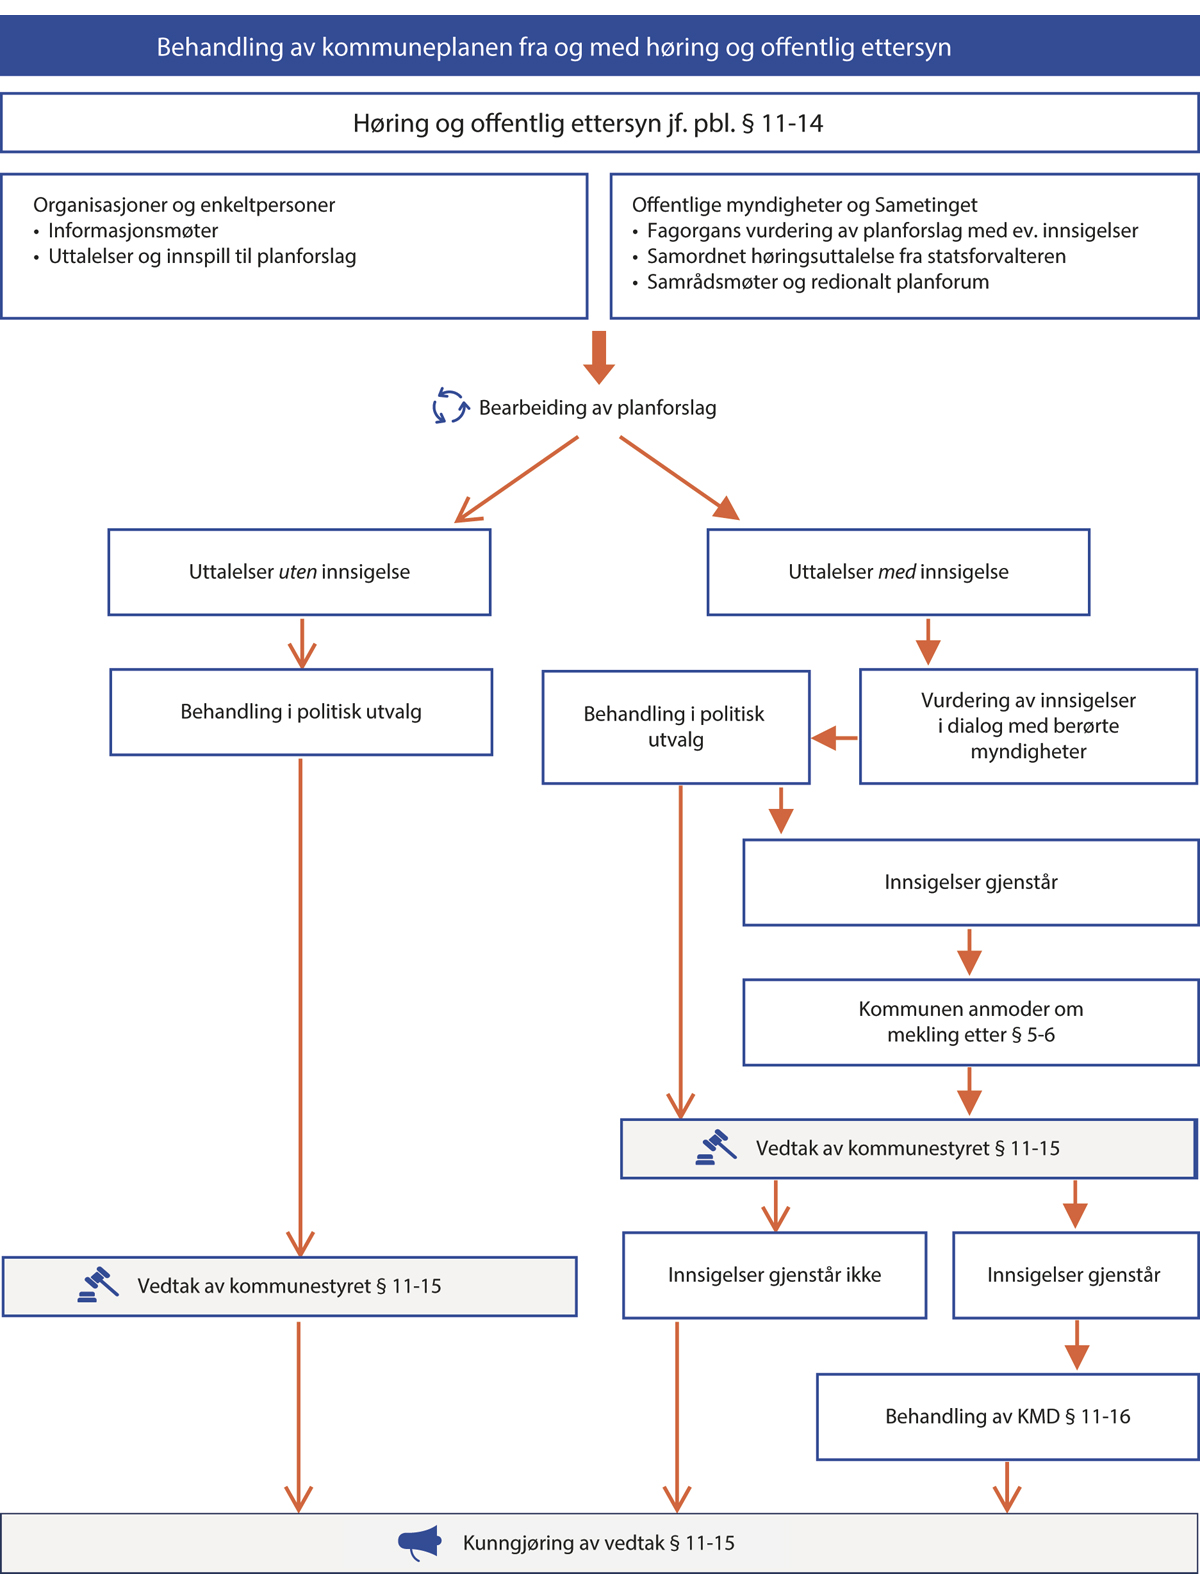 Behandling av kommuneplanen fra og med høring og offentlig ettersyn
Høring og offentlig ettersyn jf. pbl. § 11-14
Organisasjoner og enkeltpersoner
• Informasjonsmøter
• Uttalelser og innspill til planforslag
Offentlige myndigheter og Sametinget
• Fagorgans vurdering av planforslag med ev. innsigelser
• Samordnet høringsuttalelse fra statsforvalteren
• Samrådsmøter og redionalt planforum
Bearbeiding av planforslag
Uttalelser uten innsigelse
Uttalelser med innsigelse
Behandling i politisk utvalg
Behandling i politisk
utvalg
Vurdering av innsigelser
i dialog med berørte
myndigheter
Innsigelser gjenstår
Kommunen anmoder om
mekling etter § 5-6
Vedtak av kommunestyret § 11-15
Innsigelser gjenstår ikke
Innsigelser gjenstår
Vedtak av kommunestyret § 11-15
Behandling av KMD § 11-16
Kunngjøring av vedtak § 11-15